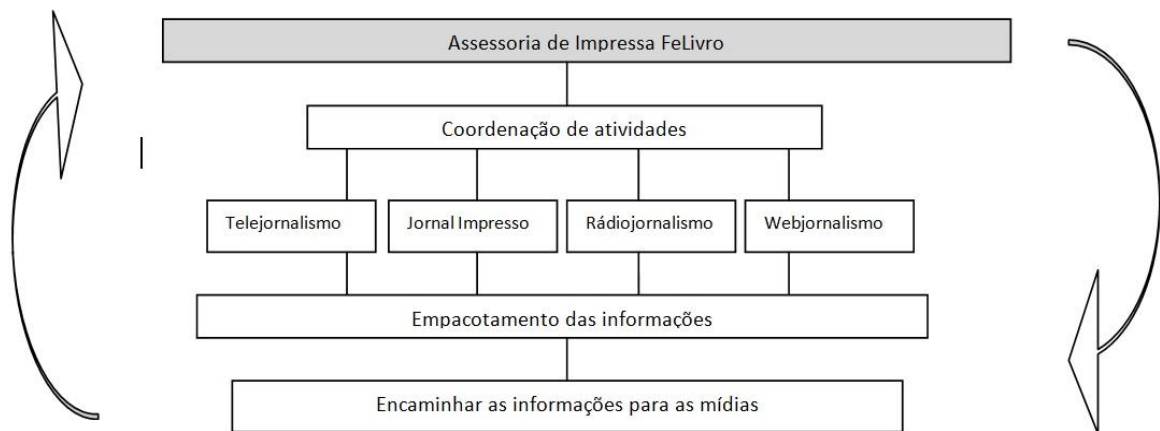 Assessoria de Impressa FeLivro
Coordenação de atividades
Telejornalismo
Jornal Impresso
Rádiojornalismo
Webjornalismo
Empacotamento das informações
Encaminhar as informações para as mídias